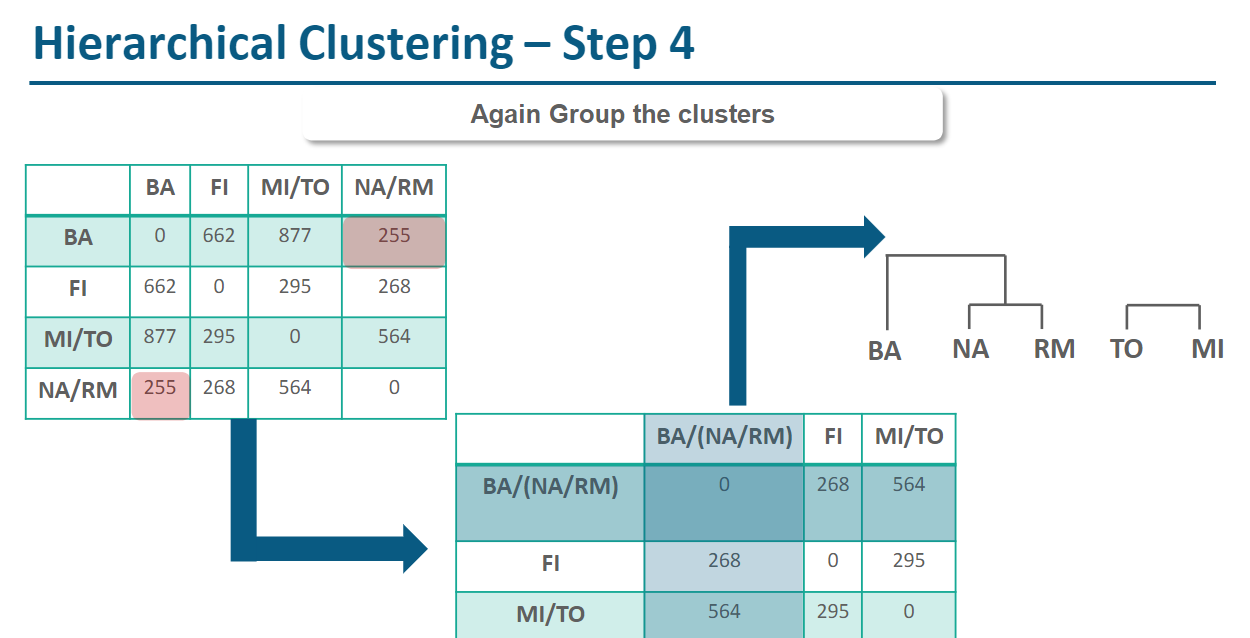 Hierarchical Clustering – Step 4
Again Group the clusters
BA FI MI/TO NA/RM
BA 0 662 877 255
FI 662 0 295 268
MI/TO 877 295 0 564
NA/RM 255 268 564 0
BA NA RM TO MI
BA/(NA/RM) FI MI/TO
BA/(NA/RM) 0 268 564
FI 268 0 295
MI/TO 564 295 0